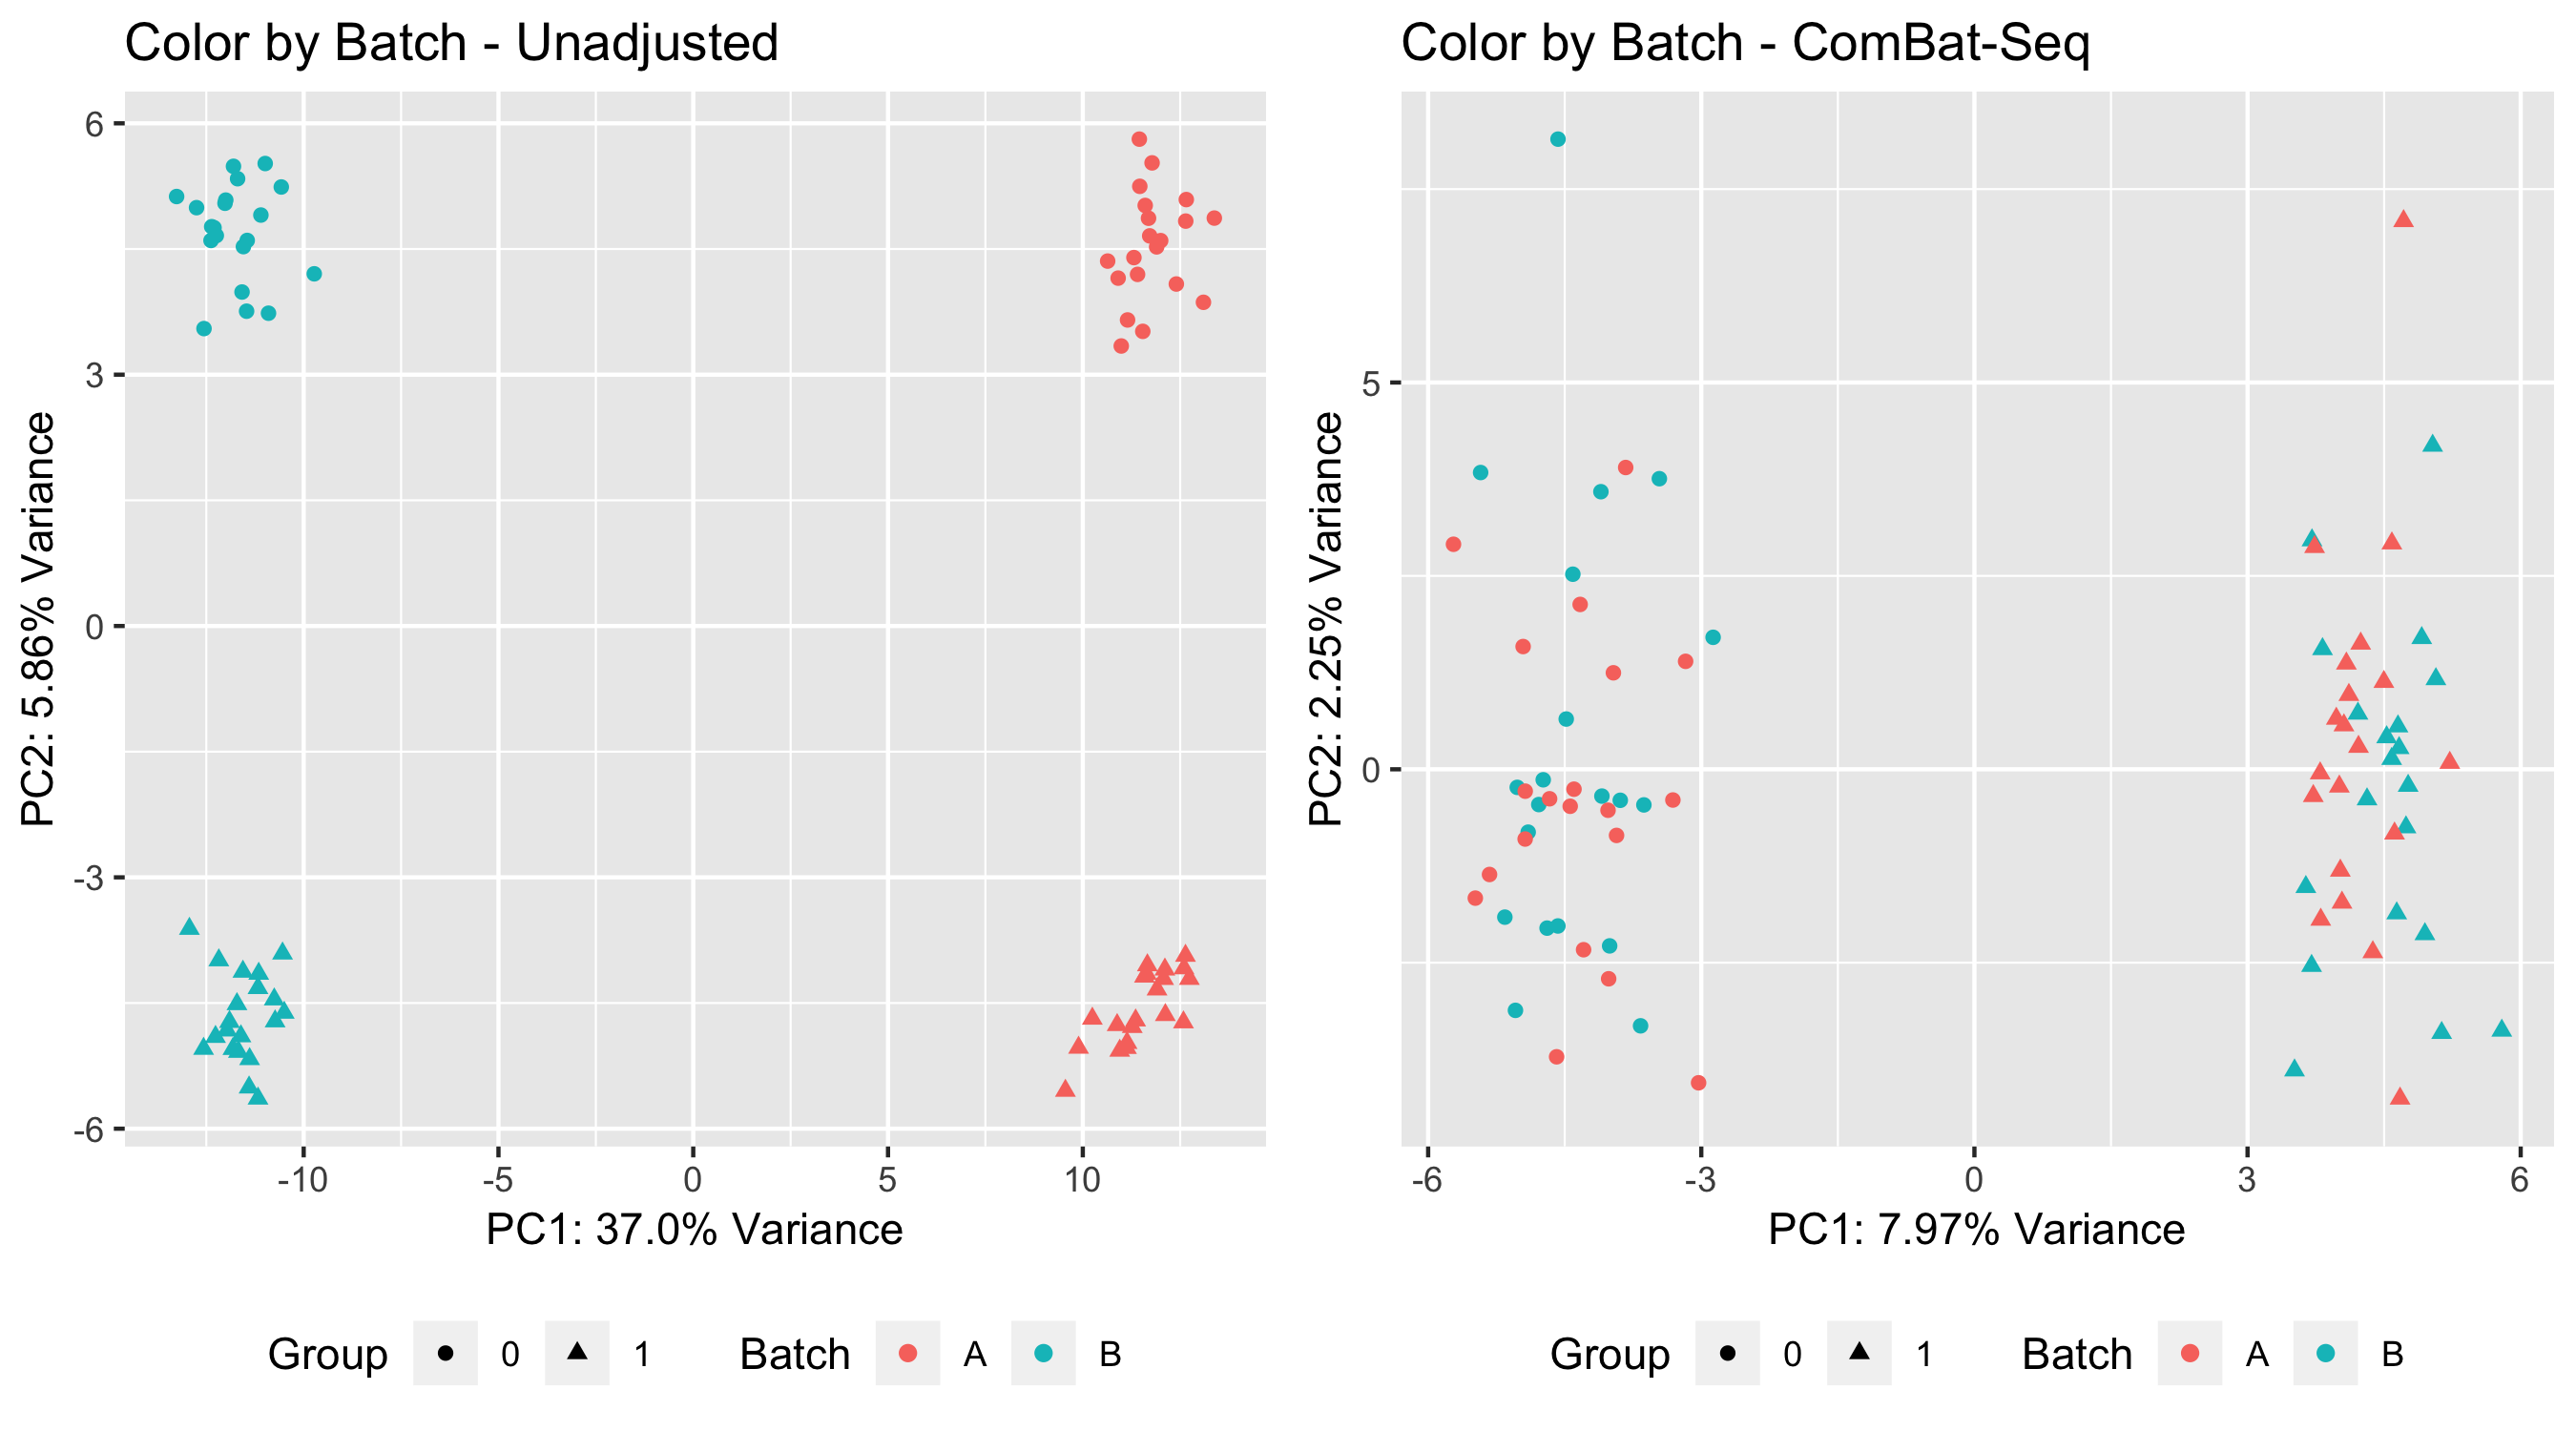 Color by Batch - Unadjusted
6
3
0
-3
-6
PC2: 5.86% Variance
-10 -5 0 5 10
PC1: 37.0% Variance
Group 0 1 Batch A B
Color by Batch - ComBat-Seq
5
0
PC2: 2.25% Variance
-6 -3 0 3 6
PC1: 7.97% Variance
Group 0 1 Batch A B